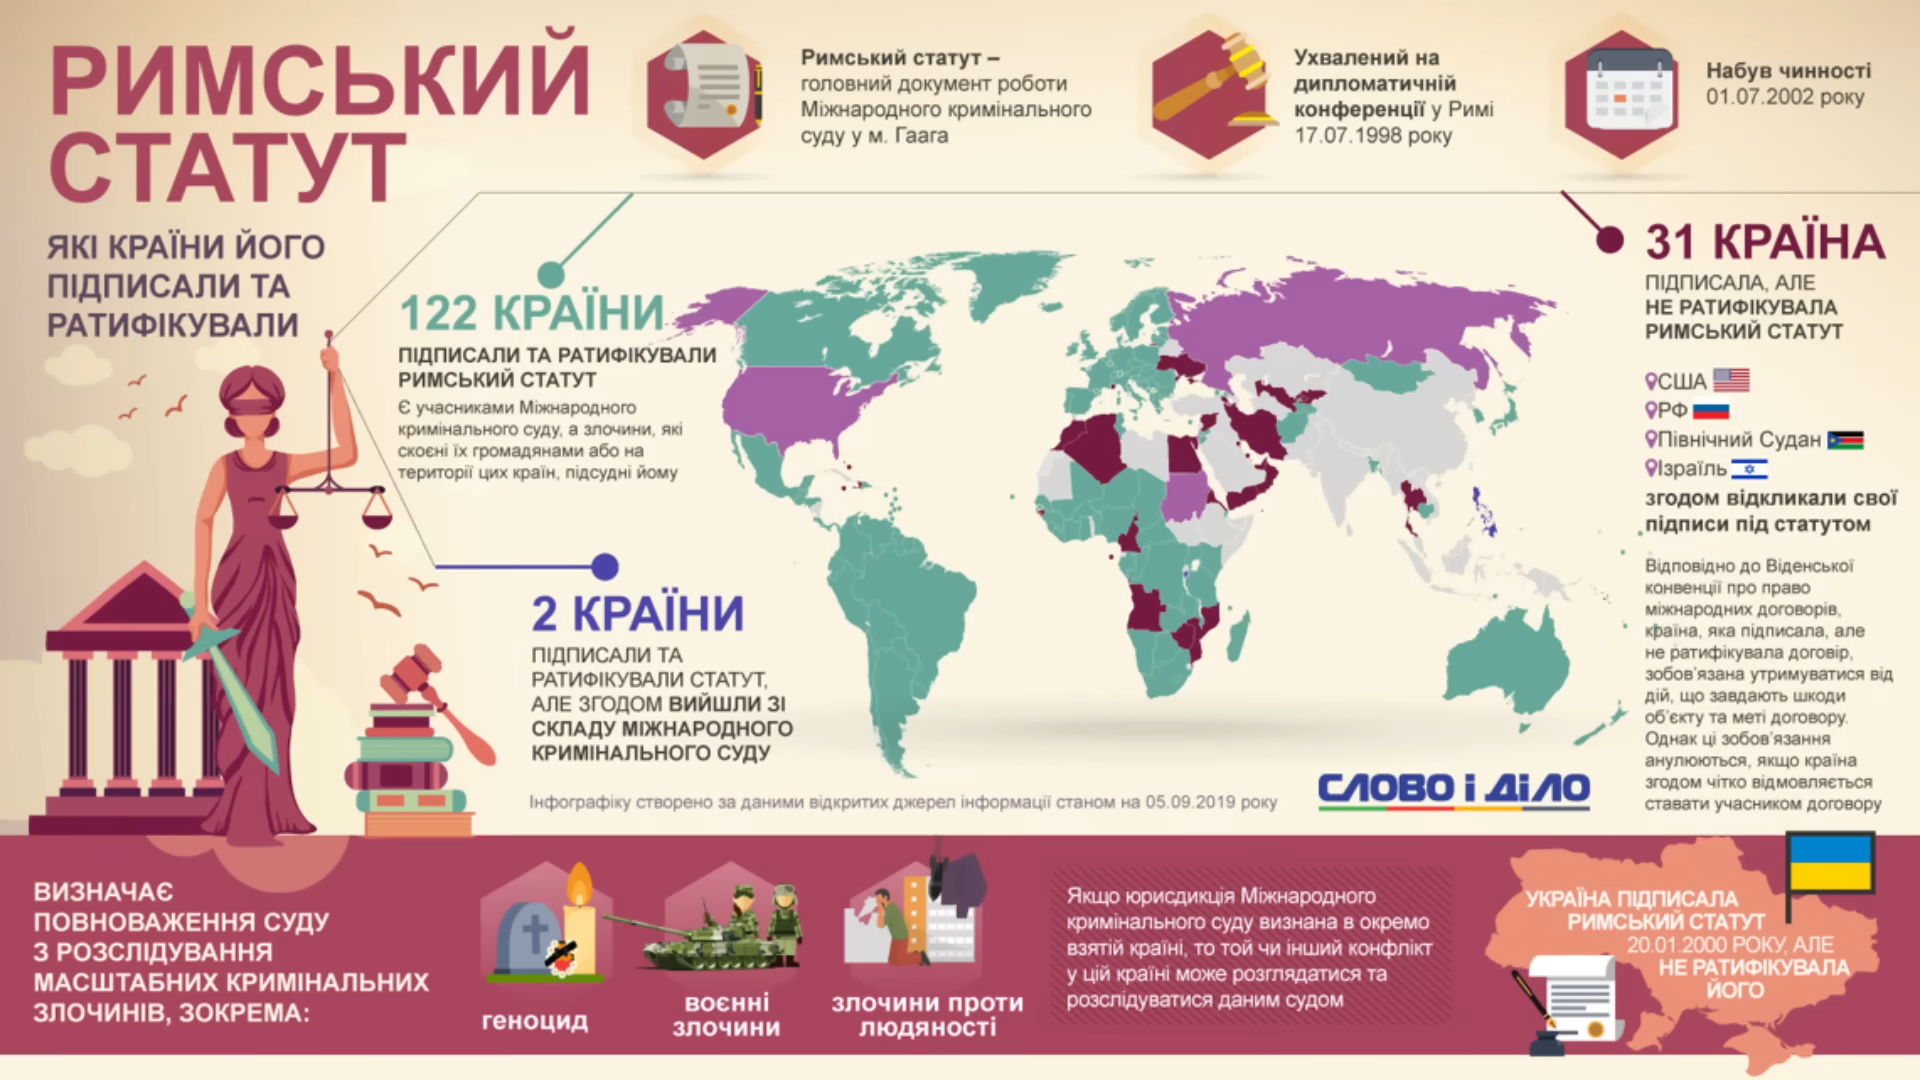 РИМСЬКИЙ
СТАТУТ
ЯКІ КРАЇНИ ЙОГО
ПІДПИСАЛИ ТА
РАТИФІКУВАЛИ
Римський статут –
головний документ роботи
Міжнародного кримінального
суду у м. Гаага
Ухвалений на
дипломатичній
конференції у Римі
17.07.1998 року
Набув чинності
01.07.2002 року
122 КРАЇНИ
ПІДПИСАЛИ ТА РАТИФІКУВАЛИ
РИМСЬКИЙ СТАТУТ
Є учасниками Міжнародного
кримінального суду, а злочини, які
скоєні їх громадянами або на
території цих країн, підсудні йому
2 КРАЇНИ
ПІДПИСАЛИ ТА
РАТИФІКУВАЛИ СТАТУТ,
АЛЕ ЗГОДОМ ВИЙШЛИ ЗІ
СКЛАДУ МІЖНАРОДНОГО
КРИМІНАЛЬНОГО СУДУ
31 КРАЇНА
ПІДПИСАЛА, АЛЕ
НЕ РАТИФІКУВАЛА
РИМСЬКИЙ СТАТУТ
США
РФ
Північний Судан
Ізраїль
згодом відкликали свої
підписи під статутом
Відповідно до Віденської
конвенції про право
міжнародних договорів,
країна, яка підписала, але
не ратифікувала договір,
зобов'язана утримуватися від
дій, що завдають шкоди
об'єкту та меті договору.
Однак ці зобов'язання
анулюються, якщо країна
згодом чітко відмовляється
ставати учасником договору
Інфографіку створено за даними відкритих джерел інформації станом на 05.09.2019 року
СЛОВО і ДіЛО
ВИЗНАЧАЄ
ПОВНОВАЖЕННЯ СУДУ
З РОЗСЛІДУВАННЯ
МАСШТАБНИХ КРИМІНАЛЬНИХ
ЗЛОЧИНІВ, ЗОКРЕМА:
геноцид
воєнні
злочини
злочини проти
людяності
Якщо юрисдикція Міжнародного
кримінального суду визнана в окремо
взятій країні, то той чи інший конфлікт
у цій країні може розглядатися та
розслідуватися даним судом
УКРАЇНА ПІДПИСАЛА
РИМСЬКИЙ СТАТУТ
20.01.2000 РОКУ, АЛЕ
НЕ РАТИФІКУВАЛА
ЙОГО